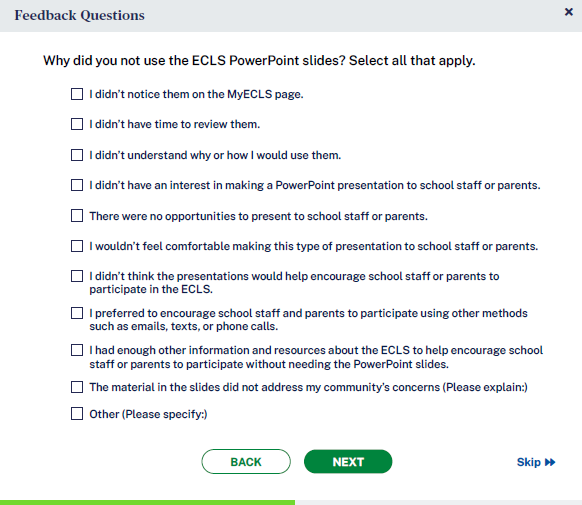 Feedback Questions
Why did you not use the ECLS PowerPoint slides? Select all that apply.
I didn't notice them on the MyECLS page.
I didn't have time to review them.
I didn't understand why or how I would use them.
I didn't have an interest in making a PowerPoint presentation to school staff or parents.
There were no opportunities to present to school staff or parents.
I wouldn't feel comfortable making this type of presentation to school staff or parents.
I didn't think the presentations would help encourage school staff or parents to
participate in the ECLS.
I preferred to encourage school staff and parents to participate using other methods
such as emails, texts, or phone calls.
I had enough other information and resources about the ECLS to help encourage school
staff or parents to participate without needing the PowerPoint slides.
The material in the slides did not address my community's concerns (Please explain:)
Other (Please specify:)
BACK
NEXT
Skip